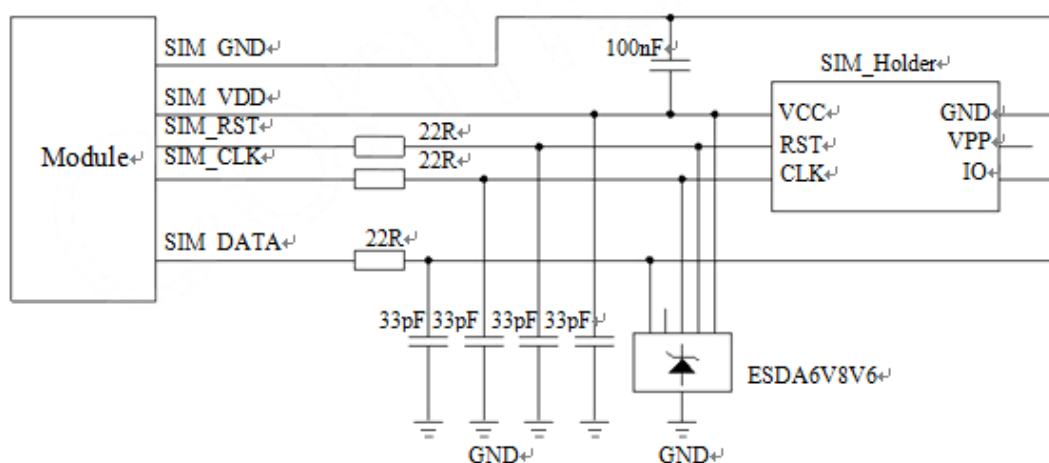 SIM_GND↵
100nF↵
SIM_Holder↵
SIM_VDD↵
VCC↵
GND↵
SIM_RST↵
22R↵
RST↵
VPP↵
Module↵
SIM_CLK↵
22R↵
CLK↵
IO↵
SIM_DATA↵
22R↵
33pF 33pF↵ 33pF 33pF↵
ESDA6V8V6↵
GND↵
GND↵